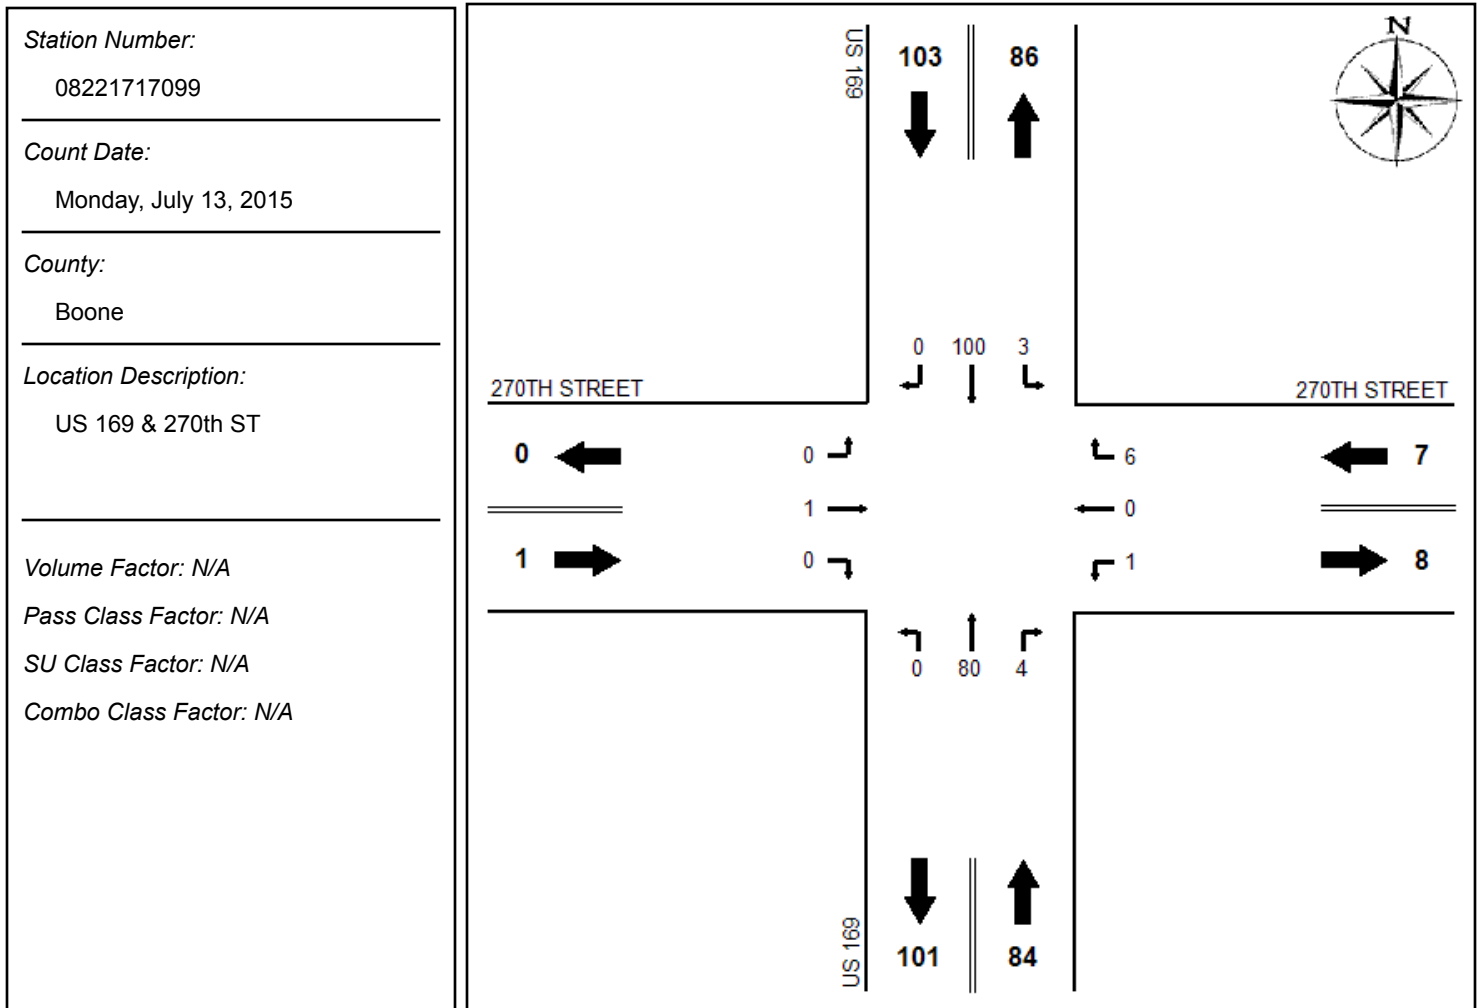 Station Number:
08221717099
Count Date:
Monday, July 13, 2015
County:
Boone
Location Description:
US 169 & 270th ST
Volume Factor: N/A
Pass Class Factor: N/A
SU Class Factor: N/A
Combo Class Factor: N/A
N
US 169
103 86
0 100 3
270TH STREET
270TH STREET
0 0 6 7
1 0
1 0 1 8
0 80 4
US 169
101 84